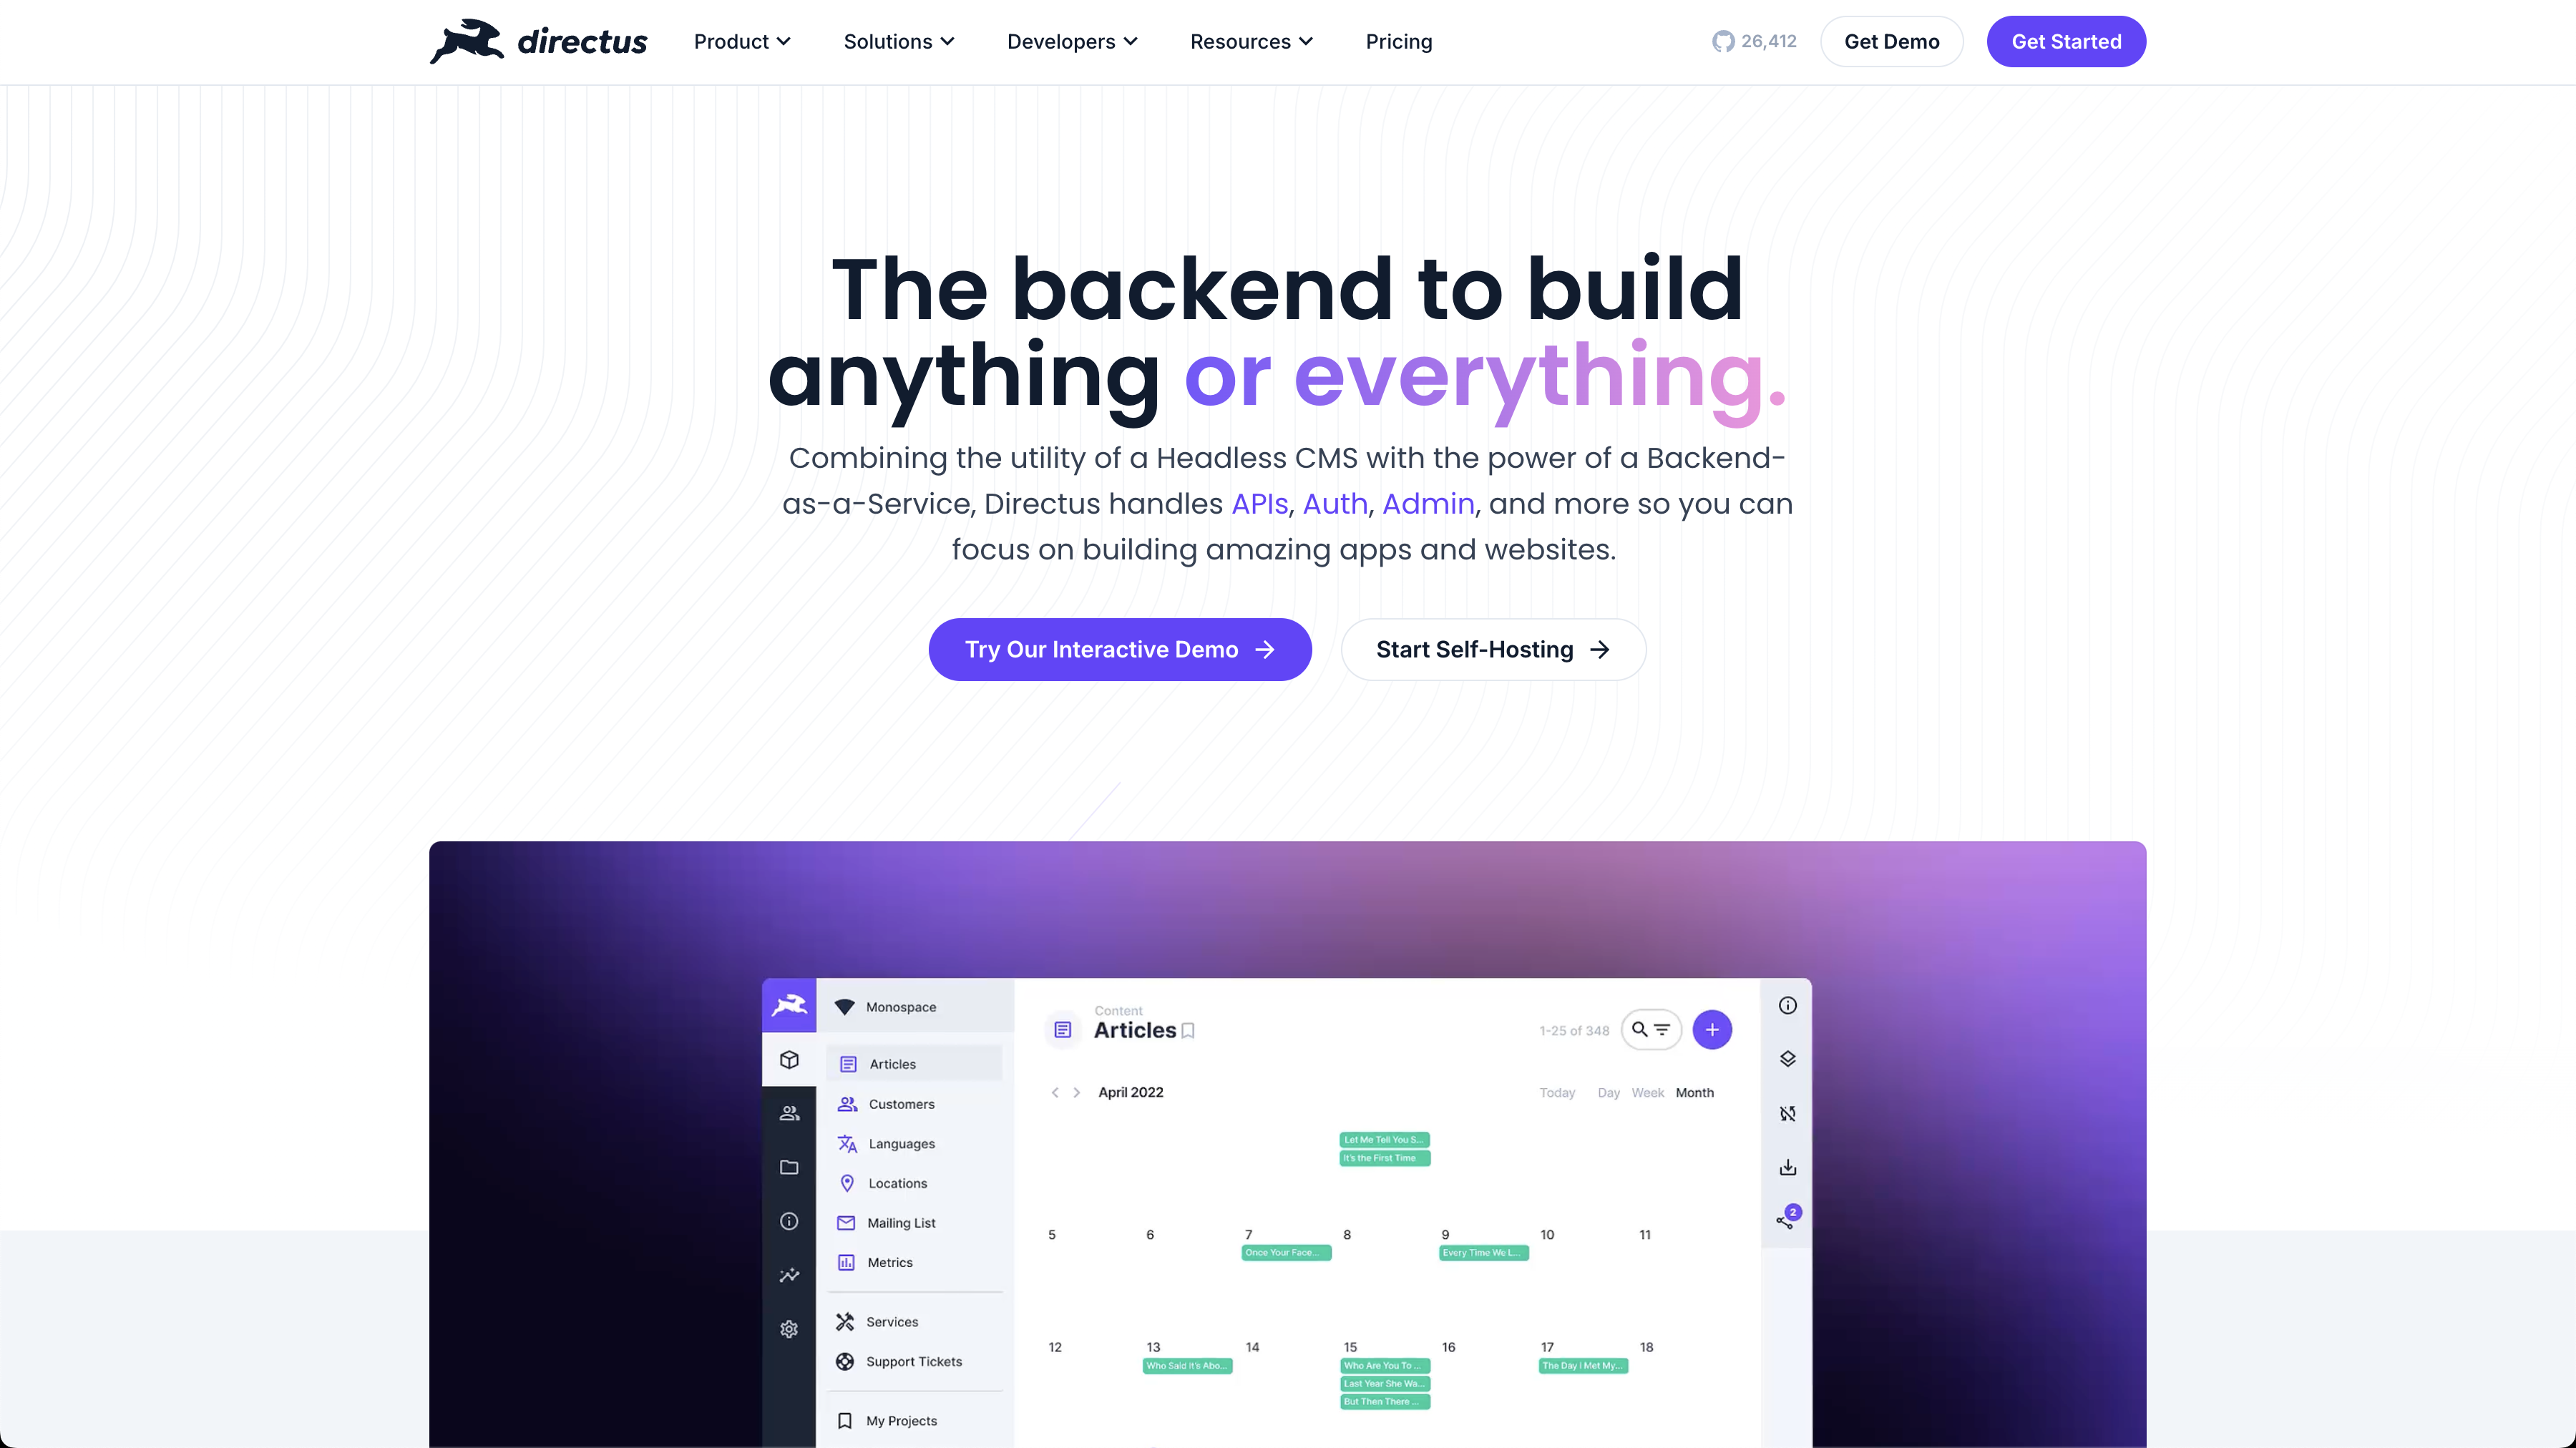 directus
Product
Solutions
Developers
Resources
Pricing
26,412
Get Demo
Get Started
The backend to build
anything or everything.
Combining the utility of a Headless CMS with the power of a Backend-
as-a-Service, Directus handles APIs, Auth, Admin, and more so you can
focus on building amazing apps and websites.
Try Our Interactive Demo
Start Self-Hosting
Monospace
Articles
Customers
Languages
Locations
Mailing List
Metrics
Services
Support Tickets
My Projects
Content
Articles
1-25 of 348
April 2022
Today Day Week Month
Let Me Tell You S...
It's the First Time
5 6 7 8 9 10 11
Once Your Face...
Every Time We L...
12 13 14 15 16 17 18
Who Said It's Abo...
Who Are You To ...
The Day I Met My...
Last Year She Wa...
But Then There ...
2